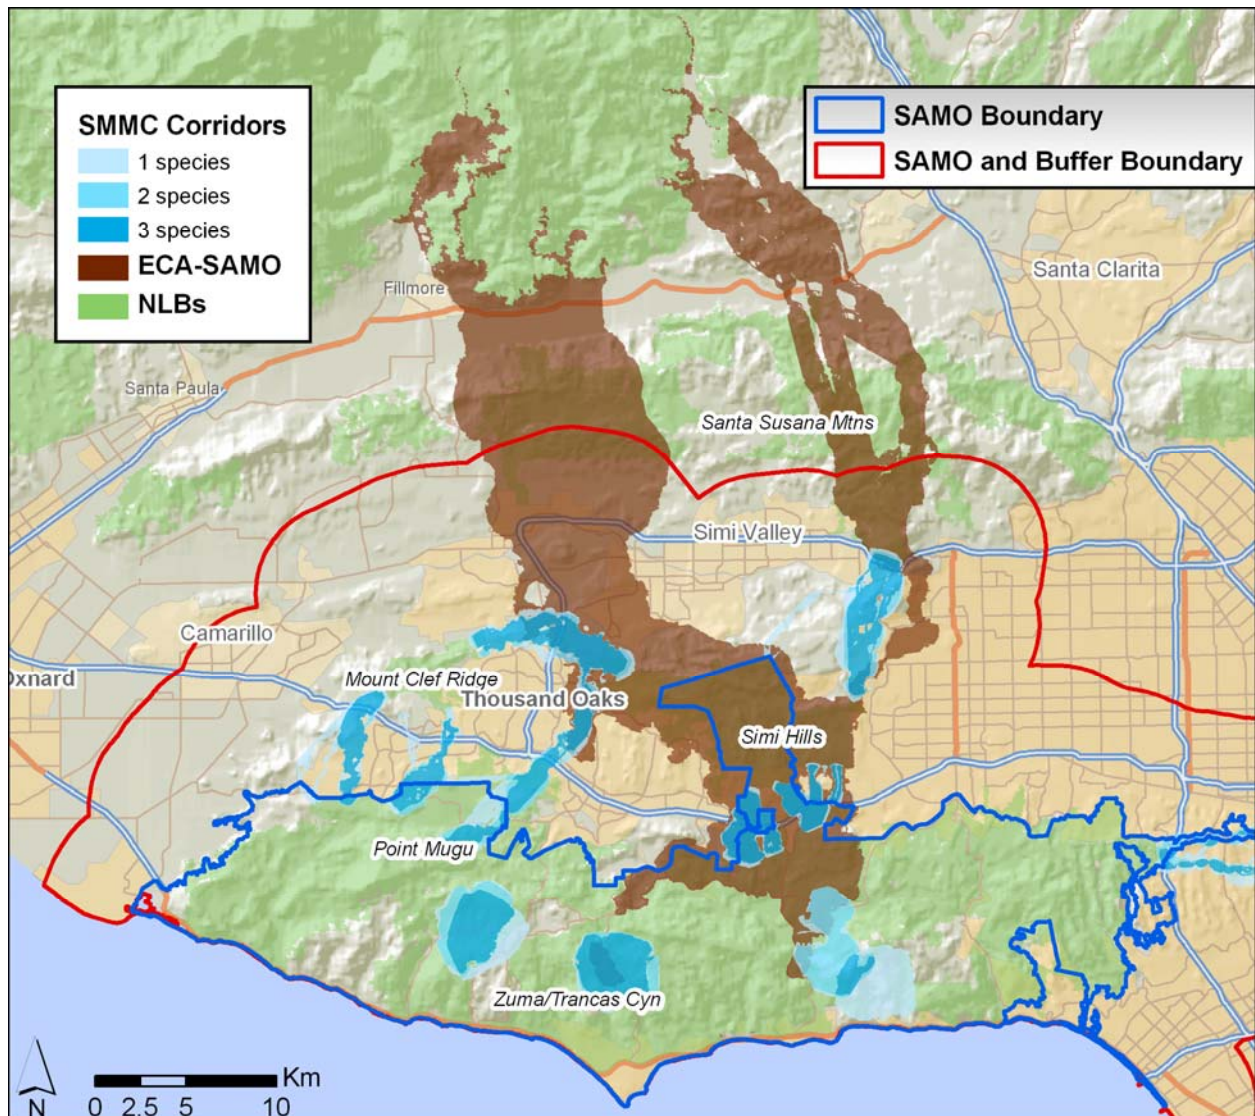 SMMC Corridors
1 species
2 species
3 species
ECA-SAMO
NLBs
SAMO Boundary
SAMO and Buffer Boundary
Santa Clarita
Fillmore
Santa Paula
Santa Susana Mtns
Simi Valley
Camarillo
Oxnard
Mount Clef Ridge
Thousand Oaks
Simi Hills
Point Mugu
Zuma/Trancas Cyn
N
Km
0 2.5 5 10